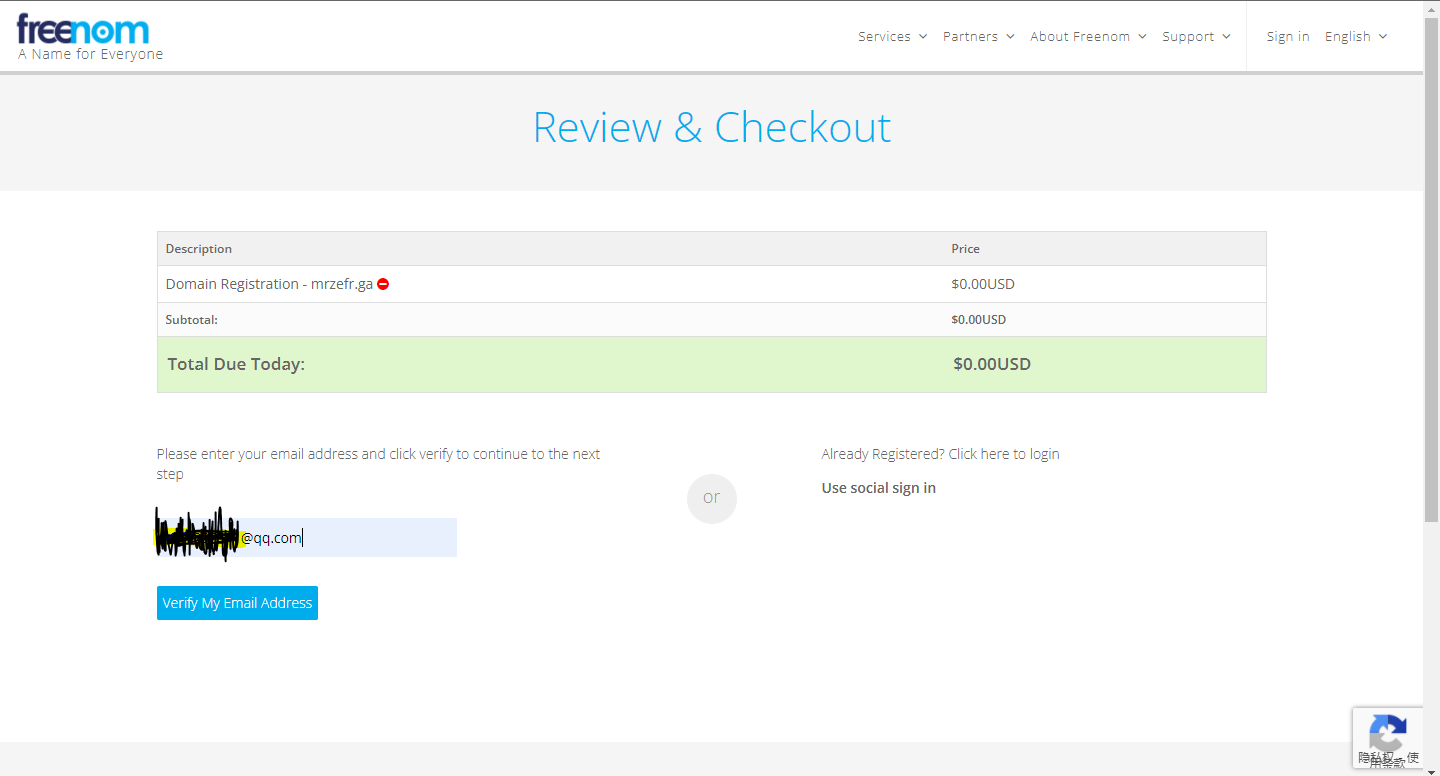 freenom
A Name for Everyone
Services Partners About Freenom Support Sign in English
Review & Checkout
Description Price
Domain Registration - mrzefr.ga $0.00USD
Subtotal: $0.00USD
Total Due Today: $0.00USD
Please enter your email address and click verify to continue to the next
step
Already Registered? Click here to login
Use social sign in
or
@qq.com
Verify My Email Address
隐私权 - 使
用条款